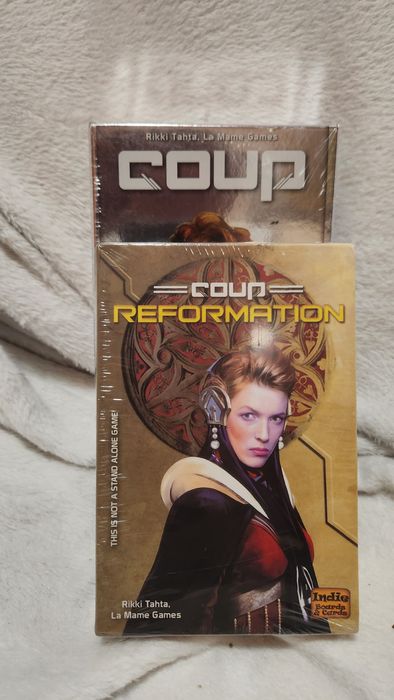 Rikki Tahta, La Mame Games
COUP
COUP
REFORMATION
THIS IS NOT A STAND ALONE GAME!
Rikki Tahta,
La Mame Games
Indie
Boards
& Cards